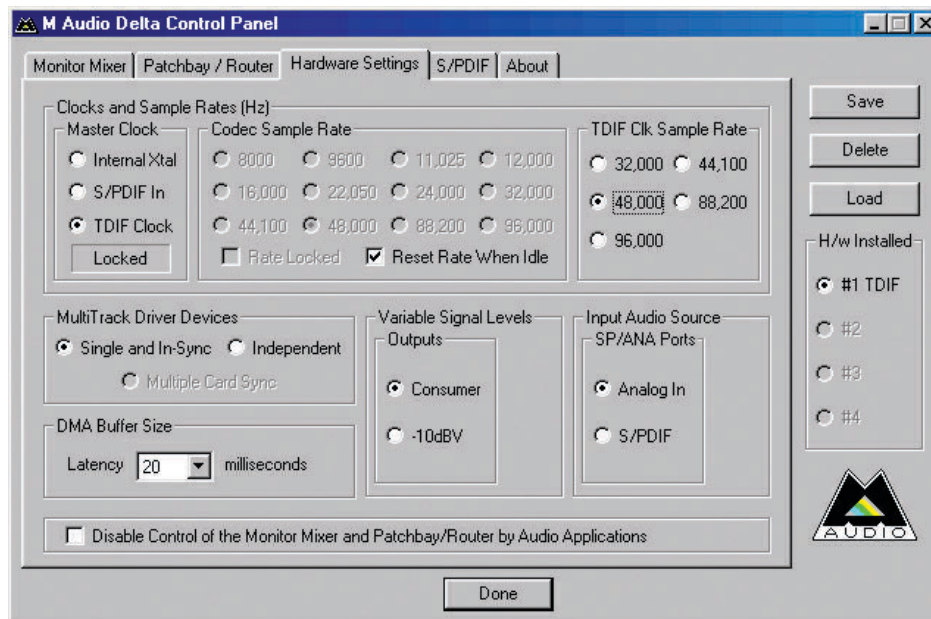 M Audio Delta Control Panel
Monitor Mixer Patchbay / Router Hardware Settings S/PDIF About
Clocks and Sample Rates (Hz)
Master Clock
Internal Xtal
S/PDIF In
TDIF Clock
Locked
Codec Sample Rate
8000 9600 11,025 12,000
16,000 22,050 24,000 32,000
44,100 48,000 88,200 96,000
Rate Locked Reset Rate When Idle
TDIF Clk Sample Rate
32,000 44,100
48,000 88,200
96,000
MultiTrack Driver Devices
Single and In-Sync Independent
Multiple Card Sync
DMA Buffer Size
Latency 20 milliseconds
Variable Signal Levels
Outputs
Consumer
-10dBV
Input Audio Source
SP/ANA Ports
Analog In
S/PDIF
Disable Control of the Monitor Mixer and Patchbay/Router by Audio Applications
Save
Delete
Load
H/w Installed
#1 TDIF
#2
#3
#4
AUDIO
Done